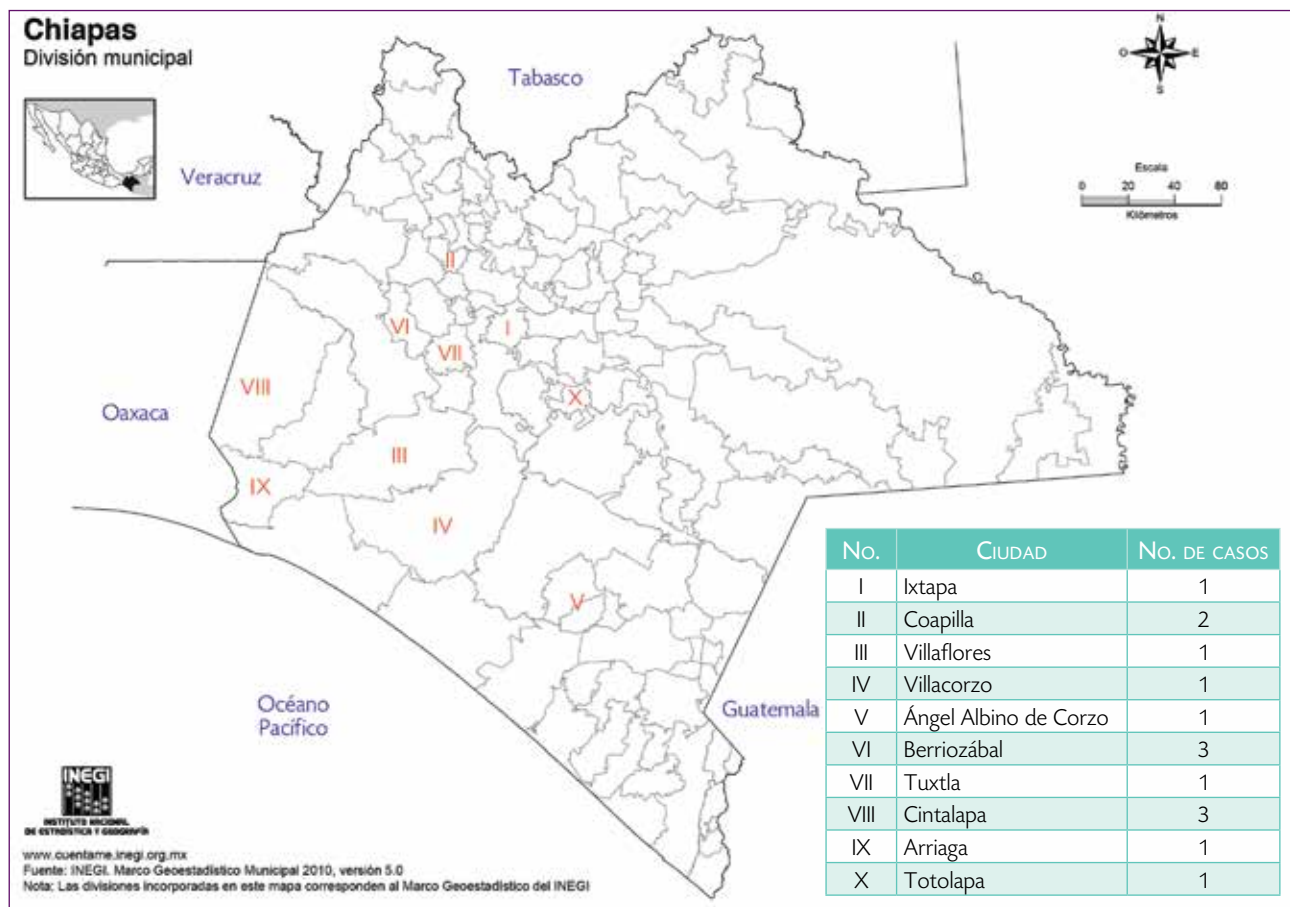 Chiapas
División municipal
Tabasco
N
O
E
S
Veracruz
Escala
0 20 40 80
Kilómetros
II
VI
I
VII
VIII
X
Oaxaca
III
IX
IV
V
Océano
Pacífico
Guatemala
No. CIUDAD No. DE CASOS
I Ixtapa 1
II Coapilla 2
III Villaflores 1
IV Villacorzo 1
V Ángel Albino de Corzo 1
VI Berriozábal 3
VII Tuxtla 1
VIII Cintalapa 3
IX Arriaga 1
X Totolapa 1
INEGI
INSTITUTO NACIONAL
DE ESTADÍSTICA Y GEOGRAFÍA
www.cuentame.inegi.org.mx
Fuente: INEGI. Marco Geoestadístico Municipal 2010, versión 5.0
Nota: Las divisiones incorporadas en este mapa corresponden al Marco Geoestadístico del INEGI